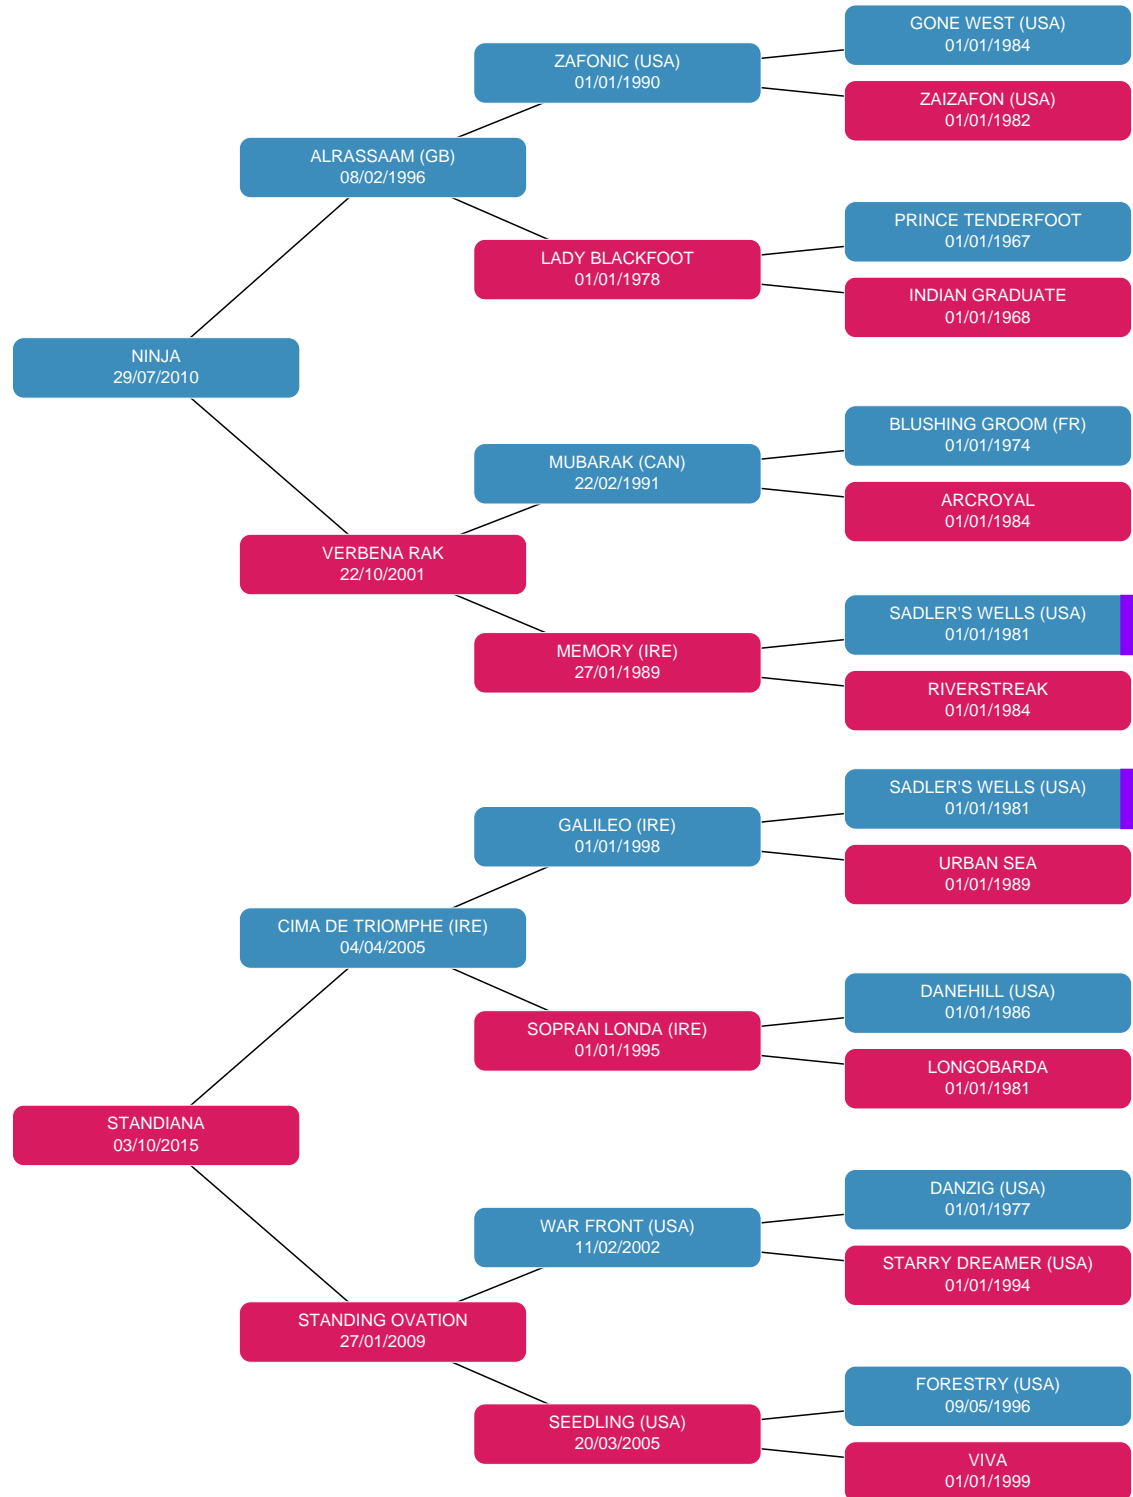 GONE WEST (USA)
01/01/1984
ZAFONIC (USA)
01/01/1990
ZAIZAFON (USA)
01/01/1982
ALRASSAAM (GB)
08/02/1996
PRINCE TENDERFOOT
01/01/1967
LADY BLACKFOOT
01/01/1978
INDIAN GRADUATE
01/01/1968
NINJA
29/07/2010
BLUSHING GROOM (FR)
01/01/1974
MUBARAK (CAN)
22/02/1991
ARCROYAL
01/01/1984
VERBENA RAK
22/10/2001
SADLER'S WELLS (USA)
01/01/1981
MEMORY (IRE)
27/01/1989
RIVERSTREAK
01/01/1984
SADLER'S WELLS (USA)
01/01/1981
GALILEO (IRE)
01/01/1998
URBAN SEA
01/01/1989
CIMA DE TRIOMPHE (IRE)
04/04/2005
DANEHILL (USA)
01/01/1986
SOPRAN LONDA (IRE)
01/01/1995
LONGOBARDA
01/01/1981
STANDIANA
03/10/2015
DANZIG (USA)
01/01/1977
WAR FRONT (USA)
11/02/2002
STARRY DREAMER (USA)
01/01/1994
STANDING OVATION
27/01/2009
FORESTRY (USA)
09/05/1996
SEEDLING (USA)
20/03/2005
VIVA
01/01/1999